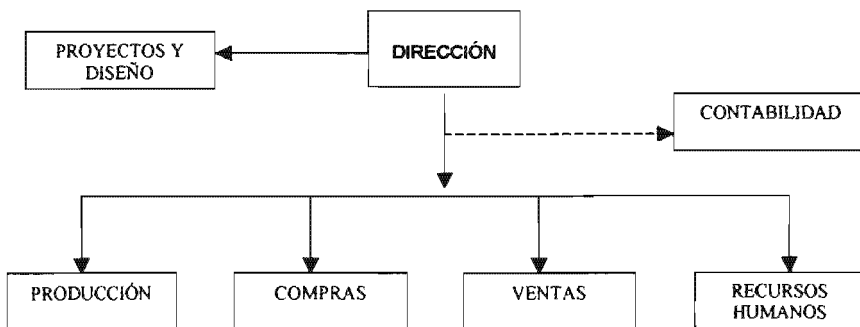 PROYECTOS Y
DISEÑO
DIRECCIÓN
CONTABILIDAD
PRODUCCIÓN
COMPRAS
VENTAS
RECURSOS
HUMANOS